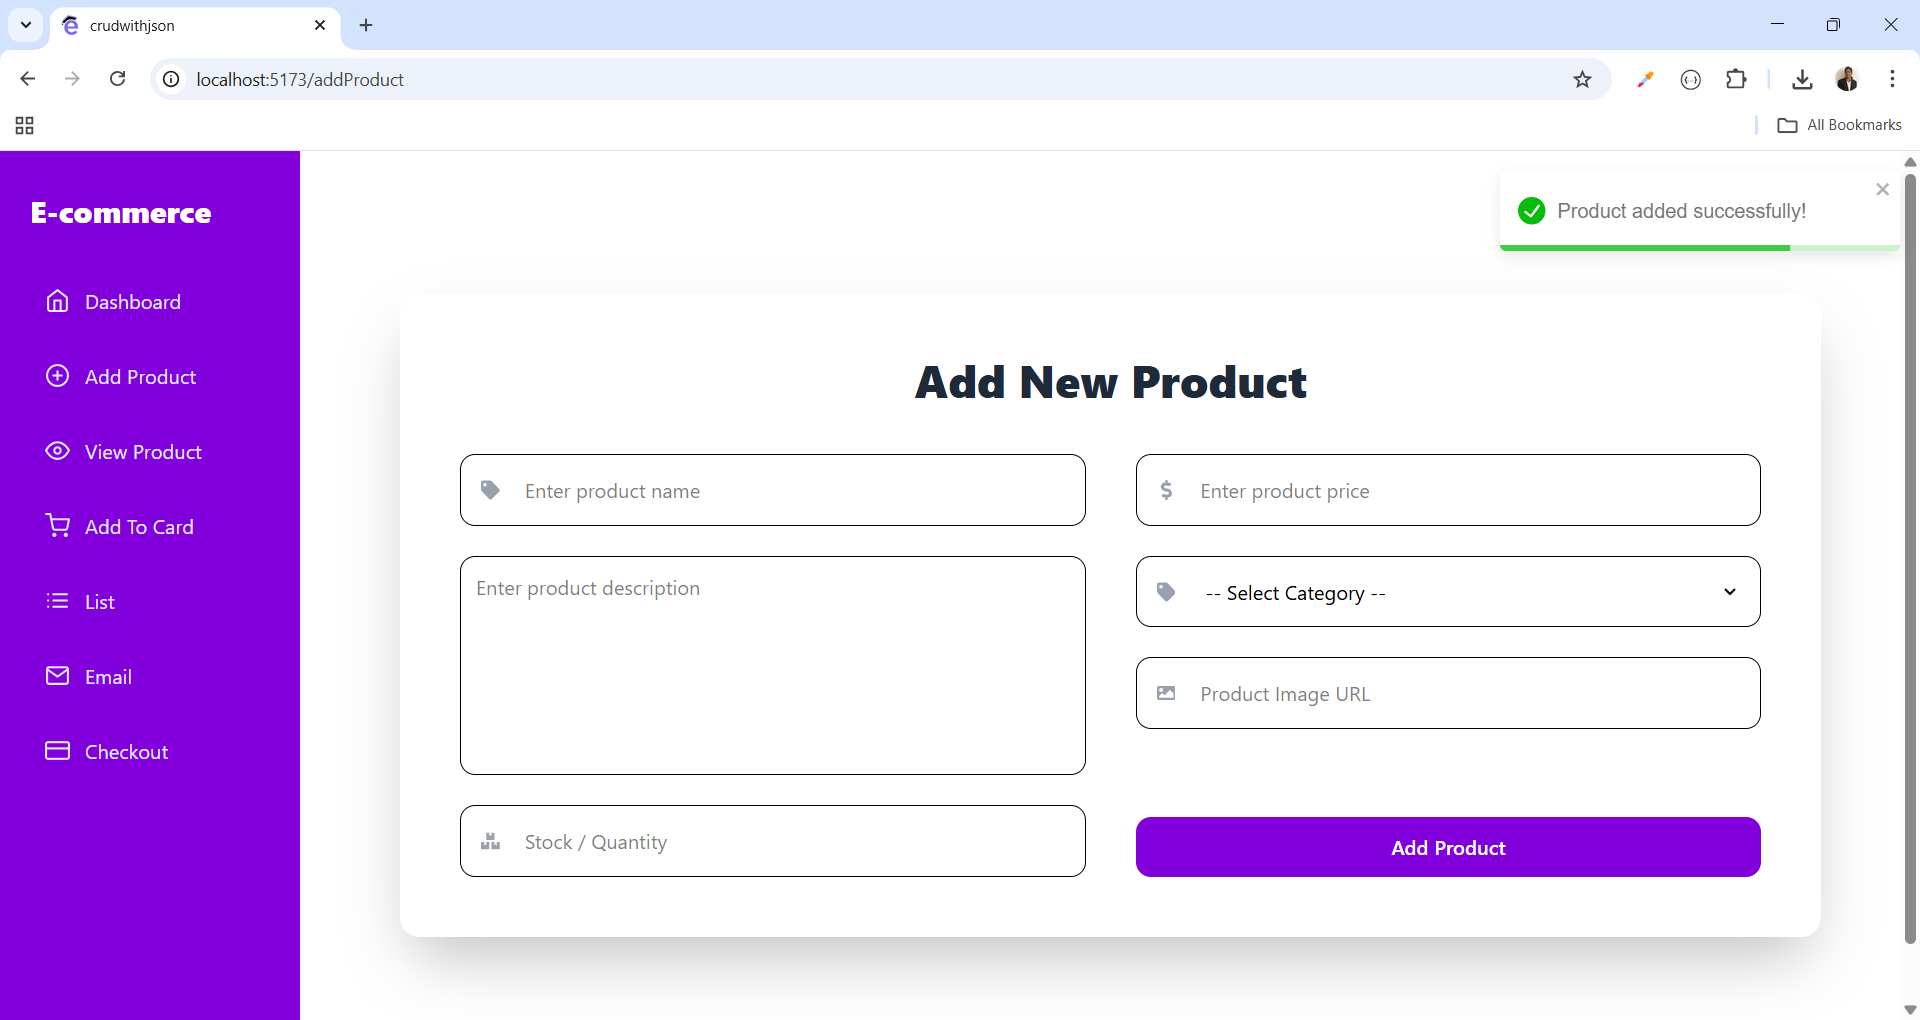 crudwithjson
localhost:5173/addProduct
All Bookmarks
E-commerce
Product added successfully!
Dashboard
Add Product
View Product
Add To Card
List
Email
Checkout
Add New Product
Enter product name
Enter product price
Enter product description
-- Select Category --
Product Image URL
Stock / Quantity
Add Product